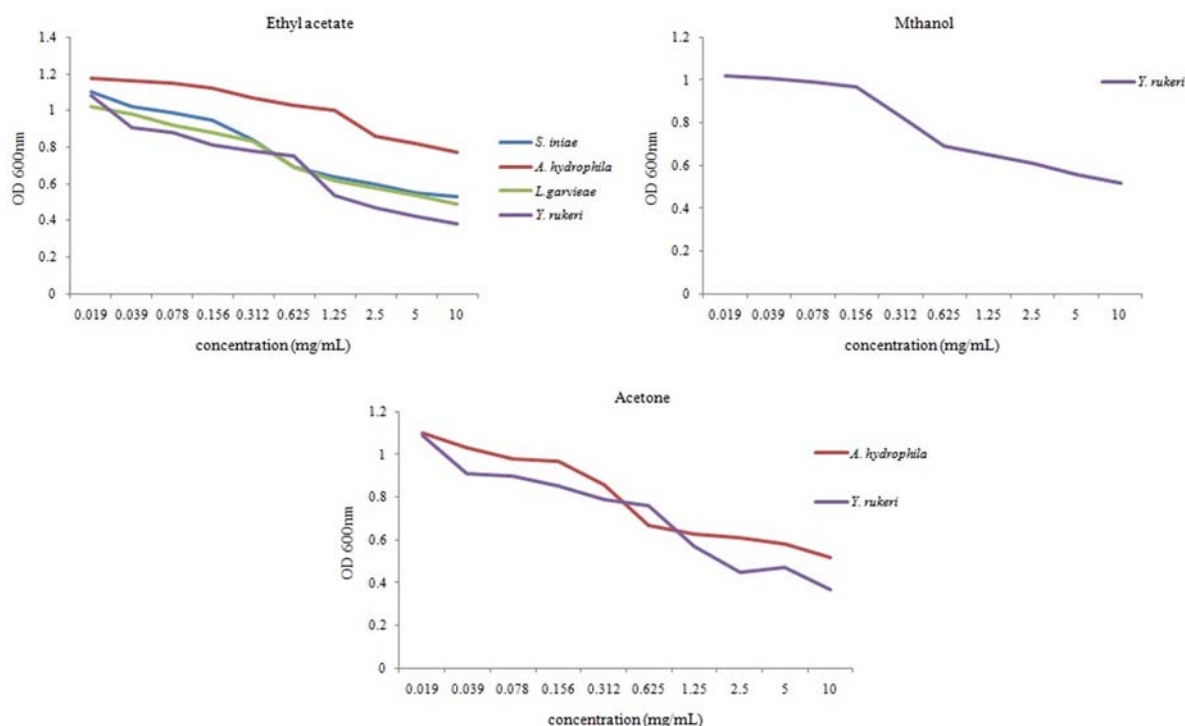 Ethyl acetate
1.4
1.2
1
0.8
0.6
0.4
0.2
0
OD 600nm
0.019 0.039 0.078 0.156 0.312 0.625 1.25 2.5 5 10
concentration (mg/mL)
S. iniae
A. hydrophila
L.garvieae
Y. rukeri
Mthanol
1.2
1
0.8
0.6
0.4
0.2
0
OD 600nm
0.019 0.039 0.078 0.156 0.312 0.625 1.25 2.5 5 10
concentration (mg/mL)
Y. rukeri
Acetone
1.2
1
0.8
0.6
0.4
0.2
0
OD 600nm
0.019 0.039 0.078 0.156 0.312 0.625 1.25 2.5 5 10
concentration (mg/mL)
A. hydrophila
Y. rukeri